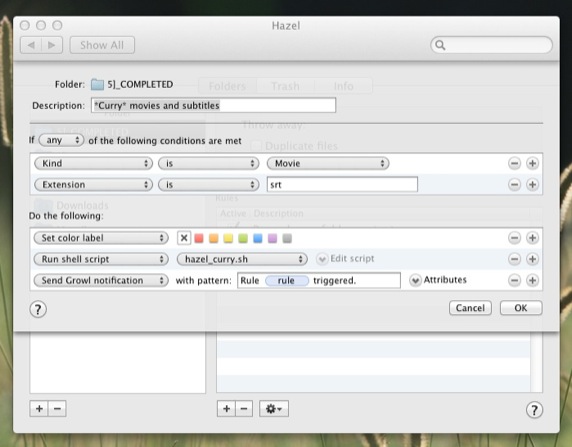 Hazel
Show All
Folder: 5]_COMPLETED
Folders Trash Info
Description: *Curry* movies and subtitles
Folder
Throw away:
If any of the following conditions are met
Duplicate files
Kind is Movie
Extension is srt
Rules
Downloads
Active Description
Do the following:
Set color label
Run shell script hazel_curry.sh Edit script
Send Growl notification with pattern: Rule rule triggered. Attributes
? Cancel OK
+ − + − ?